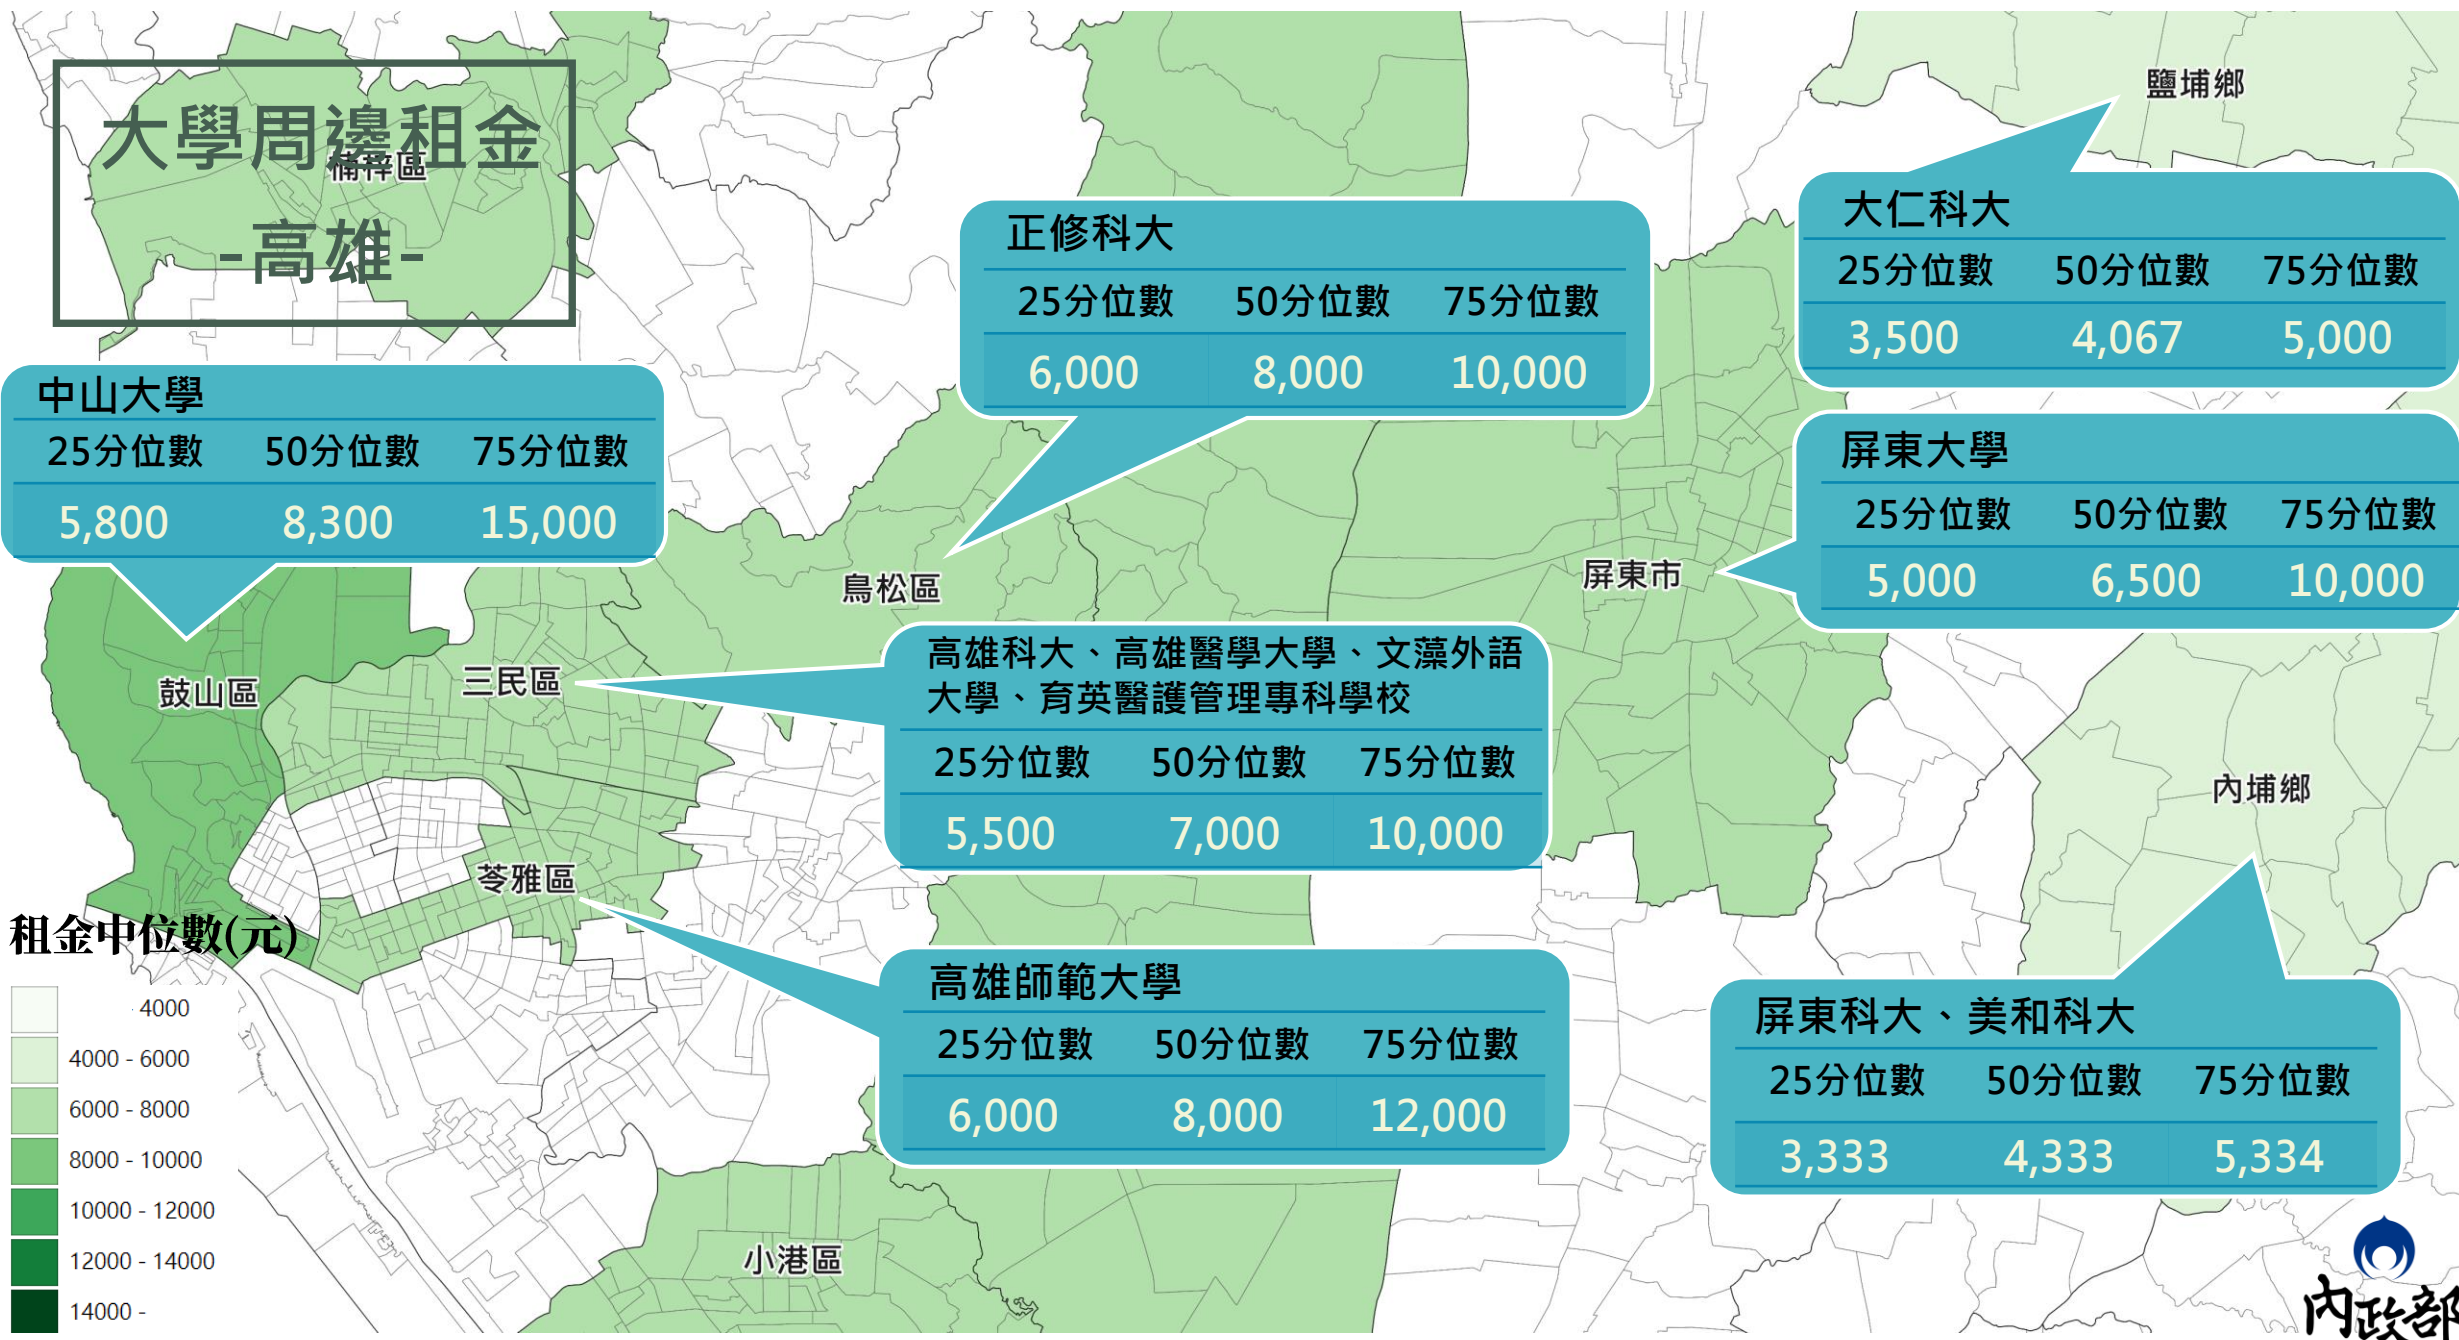 大學周邊租金
-高雄-
楠梓區
鹽埔鄉
大仁科大
25分位數 50分位數 75分位數
3,500 4,067 5,000
正修科大
25分位數 50分位數 75分位數
6,000 8,000 10,000
中山大學
25分位數 50分位數 75分位數
5,800 8,300 15,000
屏東大學
25分位數 50分位數 75分位數
5,000 6,500 10,000
鳥松區
屏東市
鼓山區
三民區
高雄科大、高雄醫學大學、文藻外語
大學、育英醫護管理專科學校
25分位數 50分位數 75分位數
5,500 7,000 10,000
內埔鄉
苓雅區
高雄師範大學
25分位數 50分位數 75分位數
6,000 8,000 12,000
屏東科大、美和科大
25分位數 50分位數 75分位數
3,333 4,333 5,334
小港區
租金中位數(元)
- 4000
4000 - 6000
6000 - 8000
8000 - 10000
10000 - 12000
12000 - 14000
14000 -
內政部